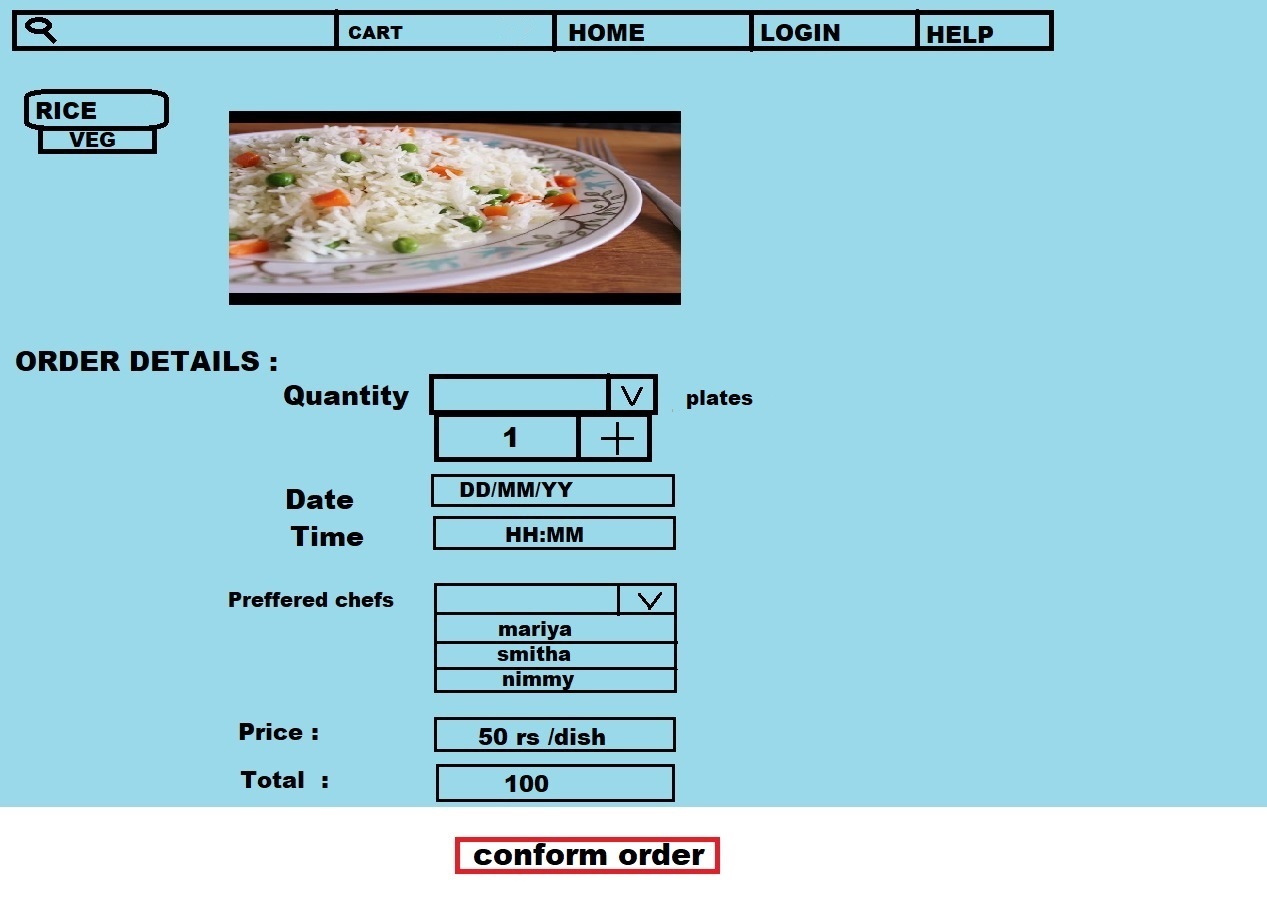 CART HOME LOGIN HELP
RICE
VEG
ORDER DETAILS :
Quantity plates
1 +
Date DD/MM/YY
Time HH:MM
Preffered chefs
mariya
smitha
nimmy
Price : 50 rs /dish
Total : 100
conform order